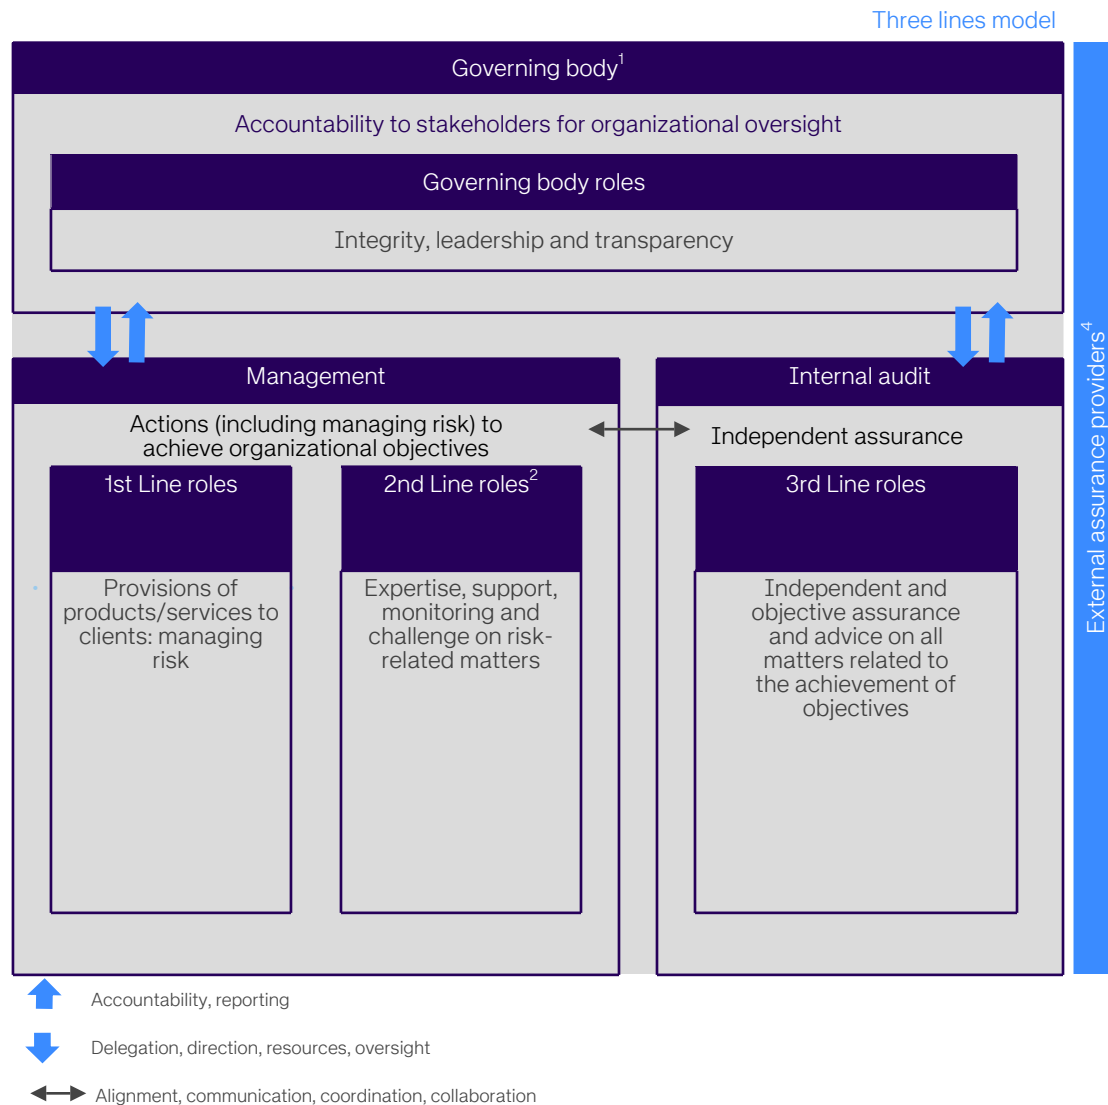 Three lines model
Governing body1
Accountability to stakeholders for organizational oversight
Governing body roles
Integrity, leadership and transparency
Management
Actions (including managing risk) to
achieve organizational objectives
1st Line roles
Provisions of
products/services to
clients: managing
risk
2nd Line roles2
Expertise, support,
monitoring and
challenge on risk-
related matters
Internal audit
Independent assurance
3rd Line roles
Independent and
objective assurance
and advice on all
matters related to
the achievement of
objectives
External assurance providers4
Accountability, reporting
Delegation, direction, resources, oversight
Alignment, communication, coordination, collaboration